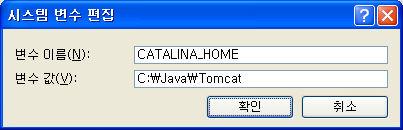 시스템 변수 편집
변수 이름(N): CATALINA_HOME
변수 값(V): C:₩Java₩Tomcat
확인 취소